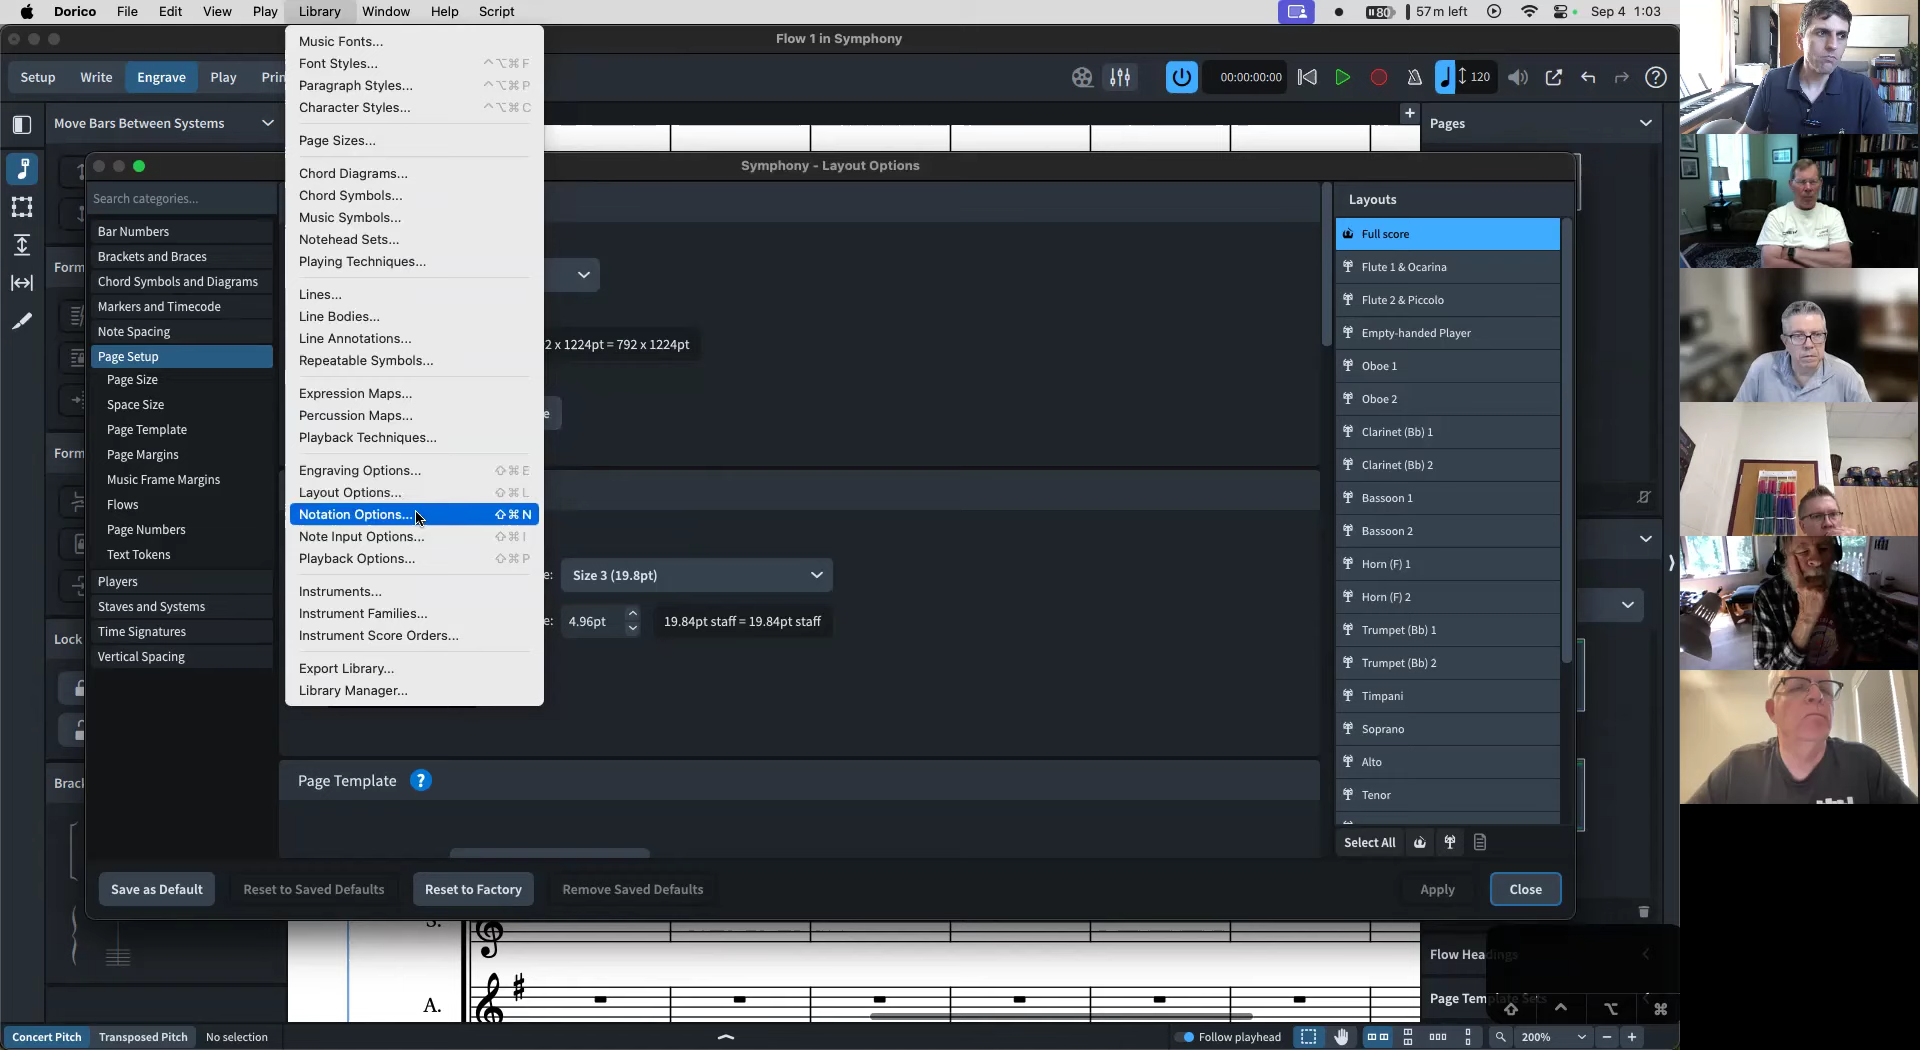 Dorico File Edit View Play Library Window Help Script
80 57 m left Sep 4 1:03
Flow 1 in Symphony
Setup Write Engrave Play Prin
00:00:00:00 120
Move Bars Between Systems
Pages
Music Fonts...
Font Styles... ^⌥⌘F
Paragraph Styles... ^⌥⌘P
Character Styles... ^⌥⌘C
Page Sizes...
Chord Diagrams...
Chord Symbols...
Music Symbols...
Notehead Sets...
Playing Techniques...
Lines...
Line Bodies...
Line Annotations...
Repeatable Symbols...
Expression Maps...
Percussion Maps...
Playback Techniques...
Engraving Options... ⇧⌘E
Layout Options... ⇧⌘L
Notation Options... ⇧⌘N
Note Input Options... ⇧⌘I
Playback Options... ⇧⌘P
Instruments...
Instrument Families...
Instrument Score Orders...
Export Library...
Library Manager...
Symphony - Layout Options
Search categories...
Bar Numbers
Brackets and Braces
Chord Symbols and Diagrams
Markers and Timecode
Note Spacing
Page Setup
Page Size
Space Size
Page Template
Page Margins
Music Frame Margins
Flows
Page Numbers
Text Tokens
Players
Staves and Systems
Time Signatures
Vertical Spacing
Form
Form
Lock
Brac
2 x 1224pt = 792 x 1224pt
e
e: Size 3 (19.8pt)
e: 4.96pt 19.84pt staff = 19.84pt staff
Page Template ?
Layouts
Full score
Flute 1 & Ocarina
Flute 2 & Piccolo
Empty-handed Player
Oboe 1
Oboe 2
Clarinet (Bb) 1
Clarinet (Bb) 2
Bassoon 1
Bassoon 2
Horn (F) 1
Horn (F) 2
Trumpet (Bb) 1
Trumpet (Bb) 2
Timpani
Soprano
Alto
Tenor
Select All
Save as Default Reset to Saved Defaults Reset to Factory Remove Saved Defaults Apply Close
S.
A.
Flow Headings
Page Template Sets
Concert Pitch Transposed Pitch No selection
Follow playhead 200%